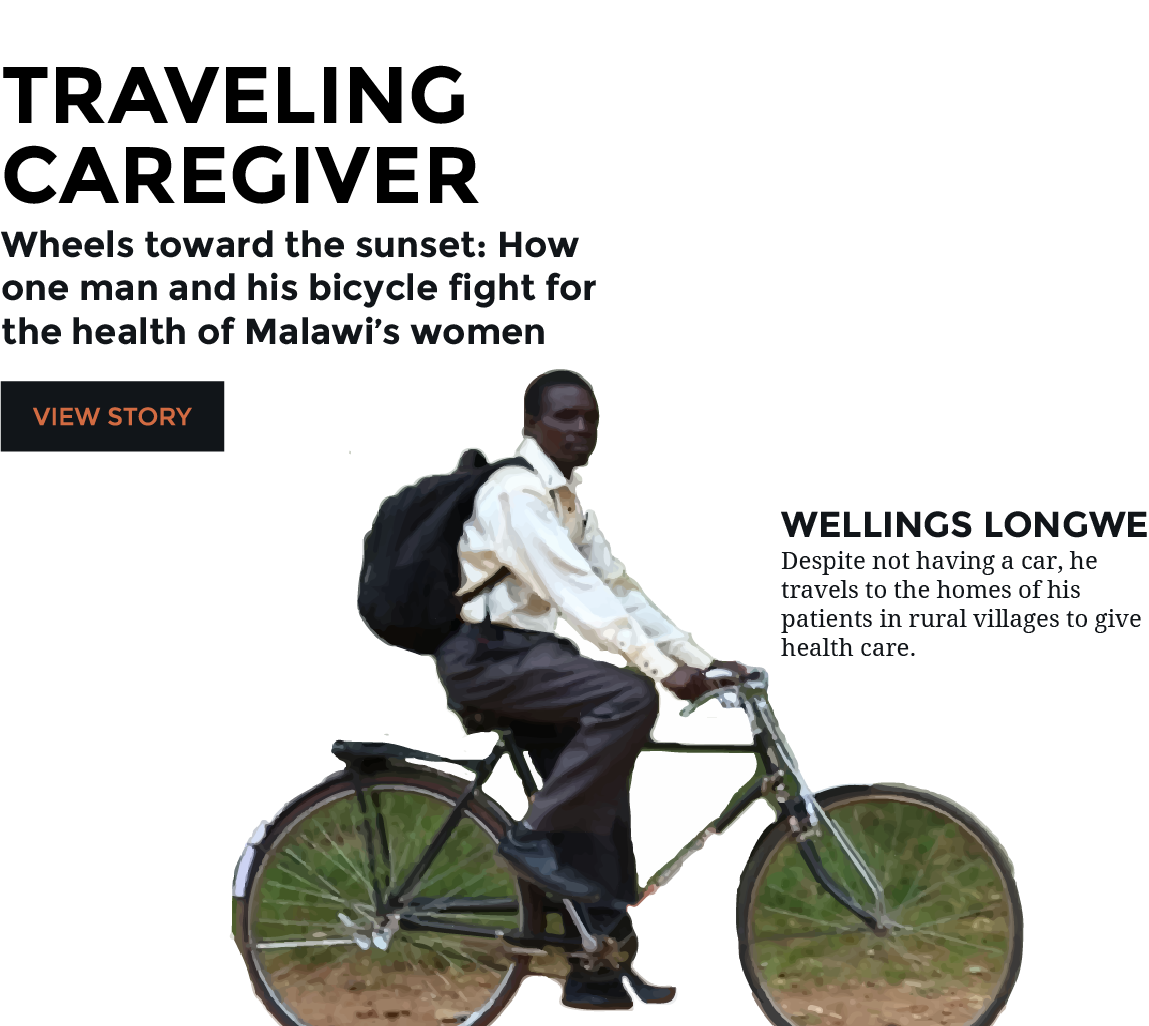 TRAVELING
CAREGIVER
Wheels toward the sunset: How
one man and his bicycle fight for
the health of Malawi’s women
VIEW STORY
WELLINGS LONGWE
Despite not having a car, he
travels to the homes of his
patients in rural villages to give
health care.